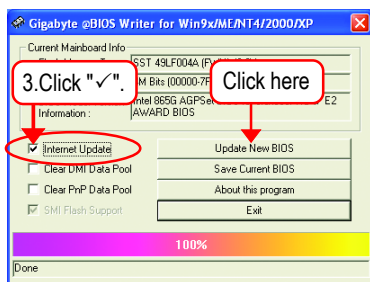 Gigabyte @BIOS Writer for Win9x/ME/NT4/2000/XP
Current Mainboard Info
SST 49LF004A
3.Click "✓".
M Bits (00000-7F
Click here
Intel 865G AGPSet
E2
Information :
AWARD BIOS
Internet Update
Update New BIOS
Clear DMI Data Pool
Save Current BIOS
Clear PnP Data Pool
About this program
SMI Flash Support
Exit
100%
Done